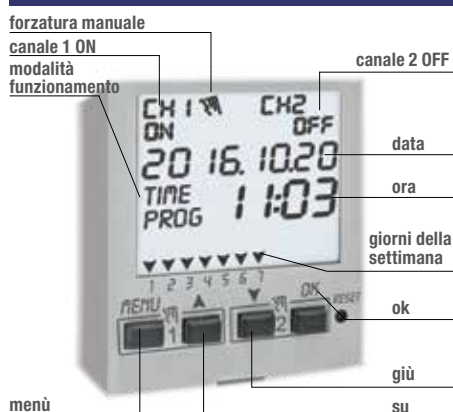 forzatura manuale
canale 1 ON
modalità
funzionamento
canale 2 OFF
CH1 CH2
ON OFF
2016.10.20
data
TIME
PROG 11:03
ora
giorni della
settimana
1 2 3 4 5 6 7
MENU OK RESET
1 2
ok
giù
menù
su